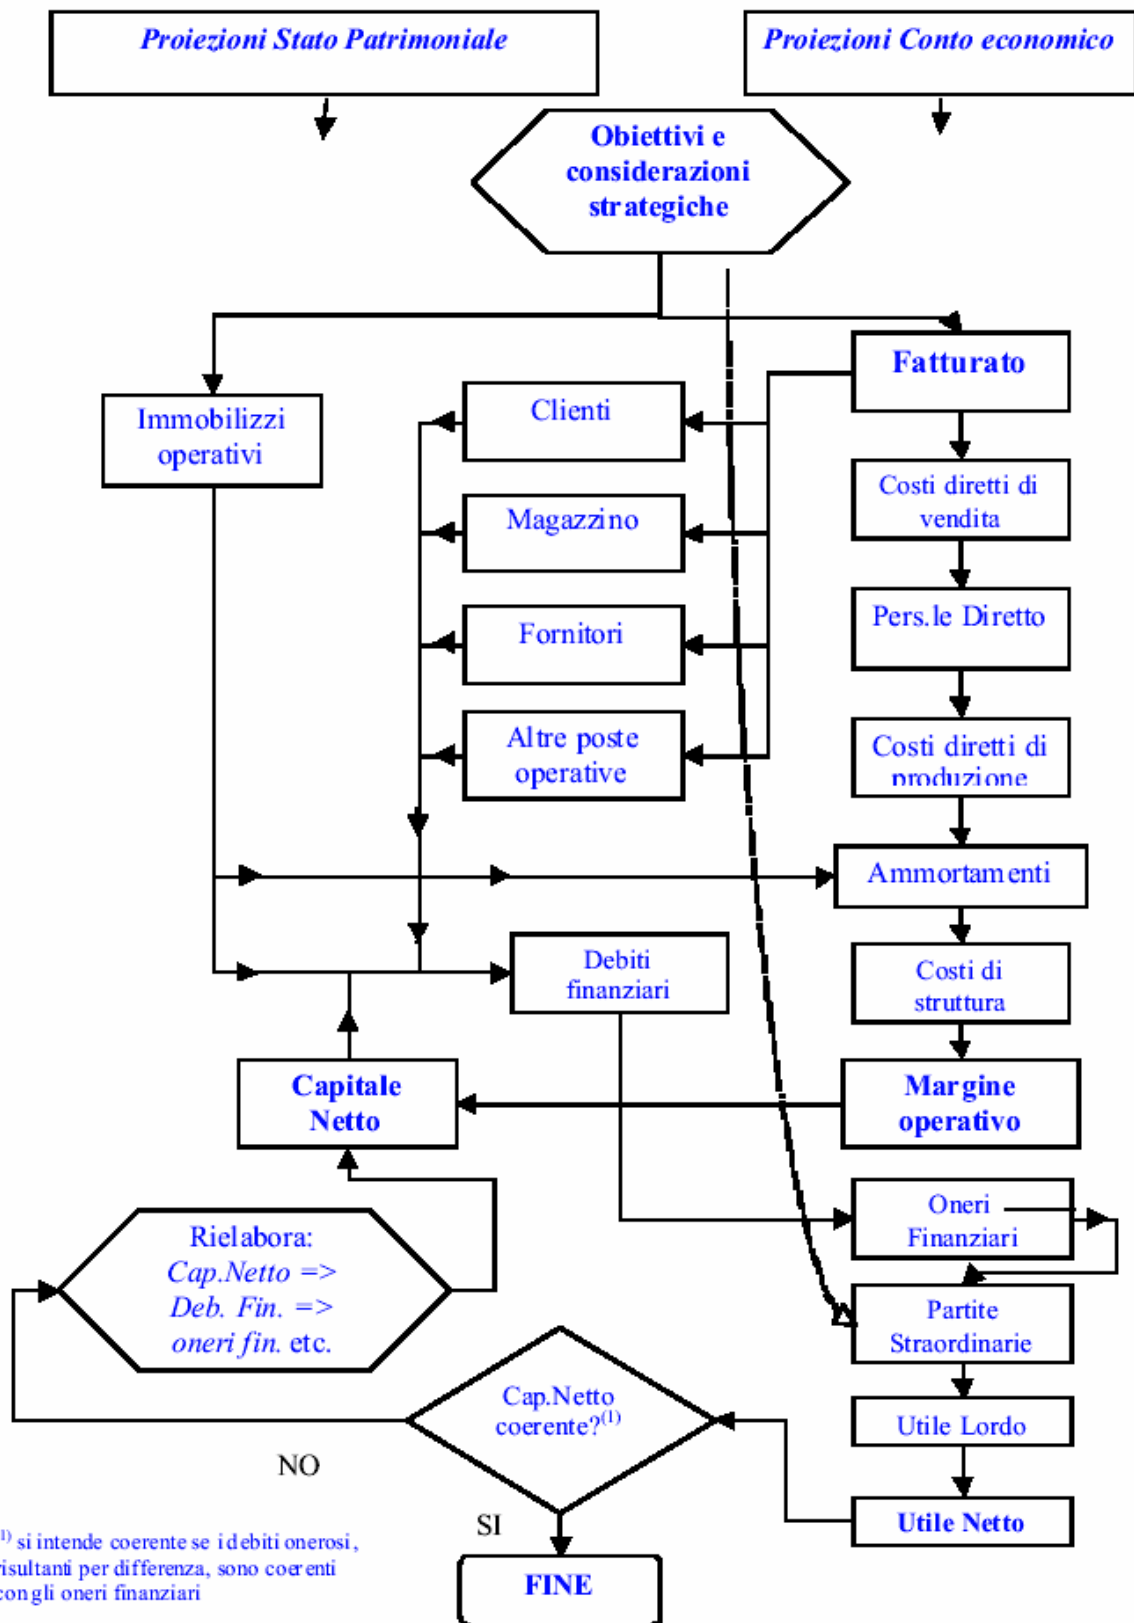 Proiezioni Stato Patrimoniale
Proiezioni Conto economico
Obiettivi e
considerazioni
strategiche
Fatturato
Immobilizzi
operativi
Clienti
Costi diretti di
vendita
Magazzino
Pers.le Diretto
Fornitori
Altre poste
operative
Costi diretti di
produzione
Ammortamenti
Debiti
finanziari
Costi di
struttura
Capitale
Netto
Margine
operativo
Oneri
Finanziari
Rielabora:
Cap.Netto =>
Deb. Fin. =>
oneri fin. etc.
Partite
Straordinarie
Cap.Netto
coerente?(1)
Utile Lordo
NO
Utile Netto
SI
FINE
(1) si intende coerente se i debiti onerosi,
risultanti per differenza, sono coerenti
con gli oneri finanziari